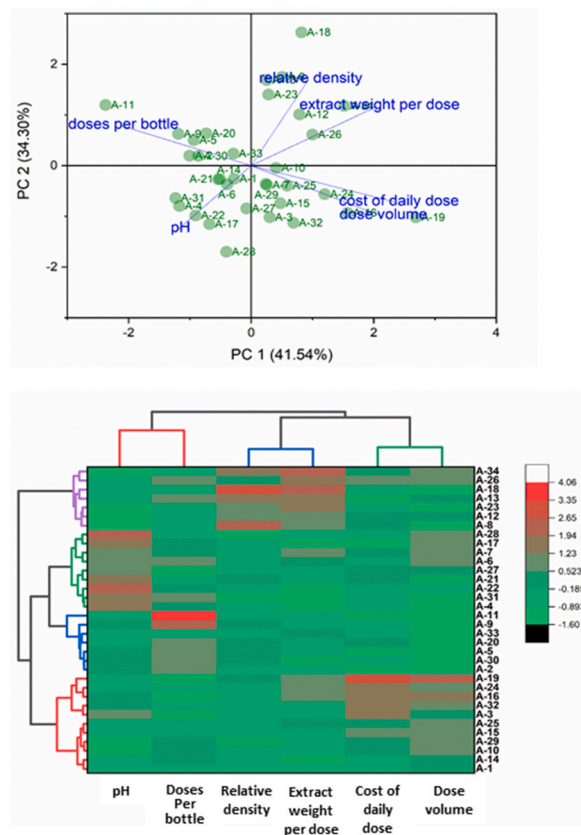 2
0
-2
PC 2 (34.30%)
A-18
relative density
A-23
extract weight per dose
A-12
A-26
A-11
doses per bottle
A-9
A-20
A-5
A-30
A-33
A-14
A-10
A-21
A-1
A-7
A-25
A-6
A-29
A-24
cost of daily dose
A-31
A-4
A-27
A-15
dose volume
A-16
A-19
A-22
A-3
A-32
pH
A-17
A-28
-2
0
2
4
PC 1 (41.54%)
A-34
A-26
A-18
A-13
A-23
A-12
A-8
A-28
A-17
A-7
A-6
A-27
A-21
A-22
A-31
A-4
A-11
A-9
A-33
A-20
A-5
A-30
A-2
A-19
A-24
A-16
A-32
A-3
A-25
A-15
A-29
A-10
A-14
A-1
4.06
3.35
2.64
1.94
1.23
0.523
-0.185
-0.893
-1.60
pH
Doses
Per
bottle
Relative
density
Extract
weight
per dose
Cost of
daily
dose
Dose
volume